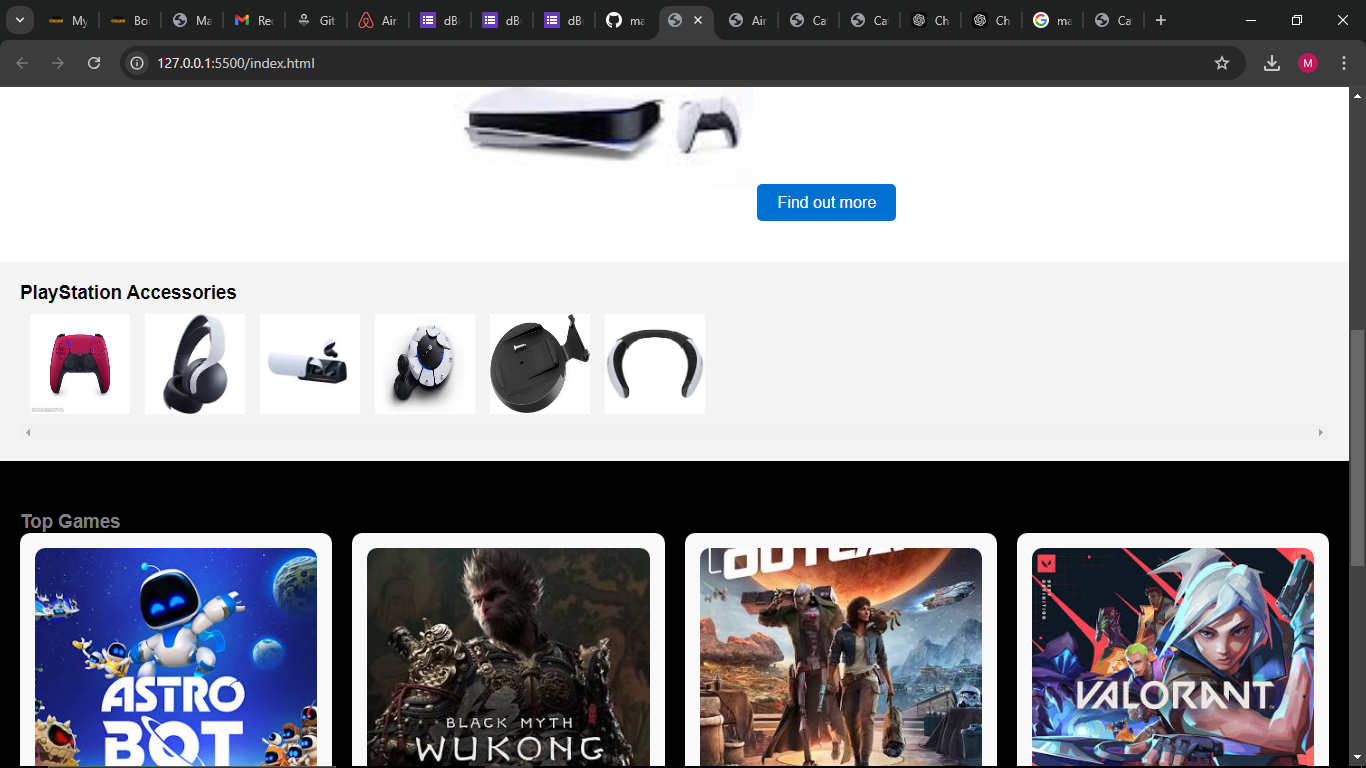 My
Bo
Ma
Rec
Git
Air
dB
dB
dB
ma
Air
Ca
Ca
Ch
Ch
ma
Ca
127.0.0.1:5500/index.html
M
Find out more
PlayStation Accessories
Top Games
ASTRO
BOT
BLACK MYTH
WUKONG
VALORANT